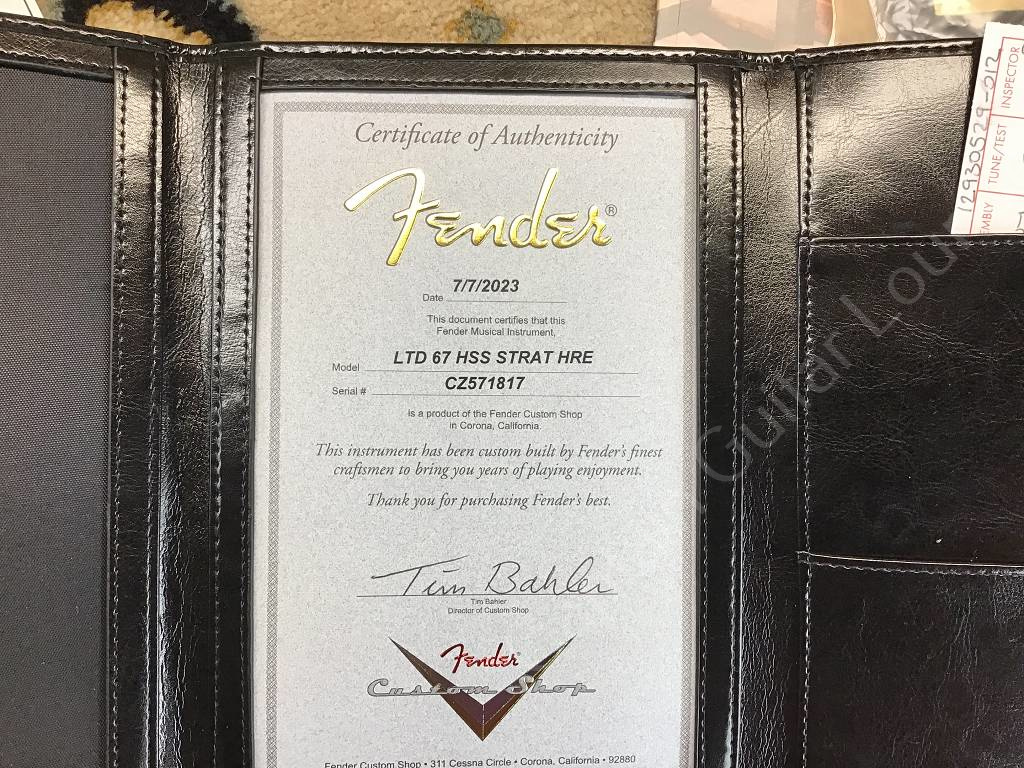 Certificate of Authenticity
Fender®
7/7/2023
Date
This document certifies that this
Fender Musical Instrument,
Model LTD 67 HSS STRAT HRE
Serial # CZ571817
is a product of the Fender Custom Shop
in Corona, California.
This instrument has been custom built by Fender's finest
craftsmen to bring you years of playing enjoyment.
Thank you for purchasing Fender's best.
Tim Bahler
Tim Bahler
Director of Custom Shop
Fender®
Custom Shop
Fender Custom Shop • 311 Cessna Circle • Corona, California • 92880
TUNE/TEST
INSPECTOR
Guitar